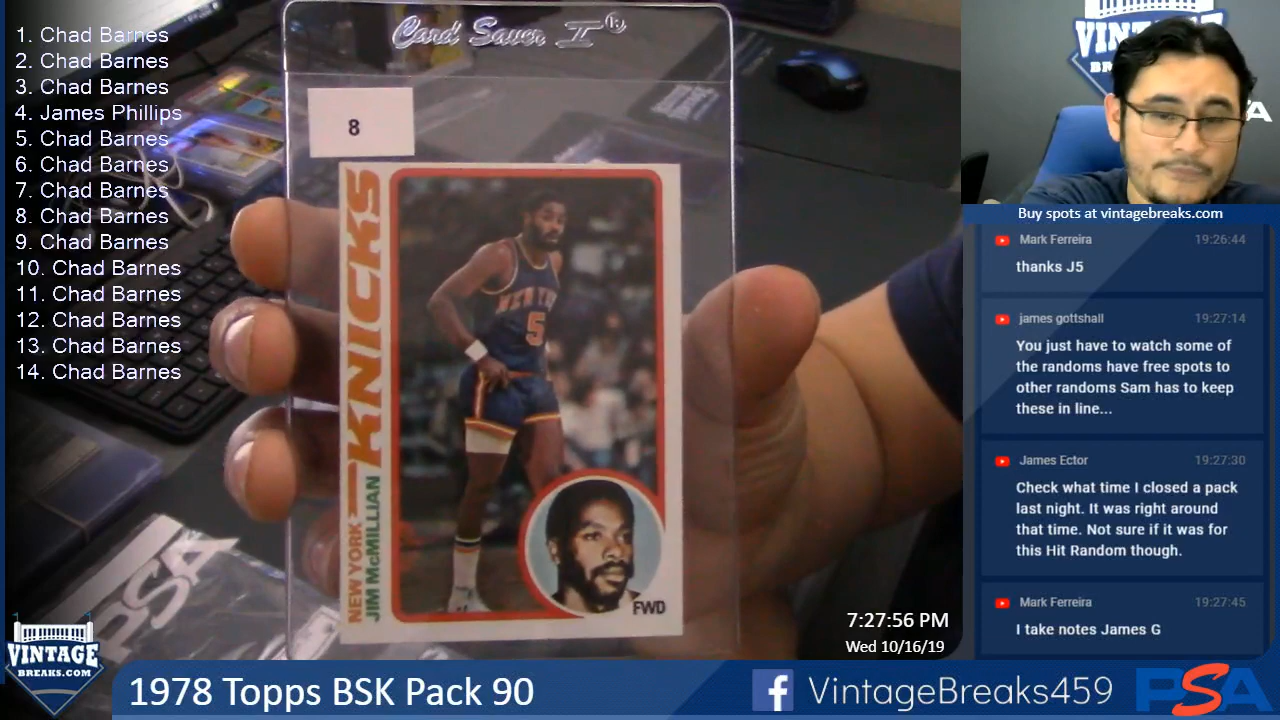 1. Chad Barnes
2. Chad Barnes
3. Chad Barnes
4. James Phillips
5. Chad Barnes
6. Chad Barnes
7. Chad Barnes
8. Chad Barnes
9. Chad Barnes
10. Chad Barnes
11. Chad Barnes
12. Chad Barnes
13. Chad Barnes
14. Chad Barnes
Card Saver I®
8
NEW YORK KNICKS
JIM McMILLIAN
NEW YO
5
FWD
PSA
VIN
BR
A
Buy spots at vintagebreaks.com
Mark Ferreira 19:26:44
thanks J5
james gottshall 19:27:14
You just have to watch some of
the randoms have free spots to
other randoms Sam has to keep
these in line...
James Ector 19:27:30
Check what time I closed a pack
last night. It was right around
that time. Not sure if it was for
this Hit Random though.
Mark Ferreira 19:27:45
I take notes James G
7:27:56 PM
Wed 10/16/19
VINTAGE
BREAKS.COM
1978 Topps BSK Pack 90
f VintageBreaks459
PSA